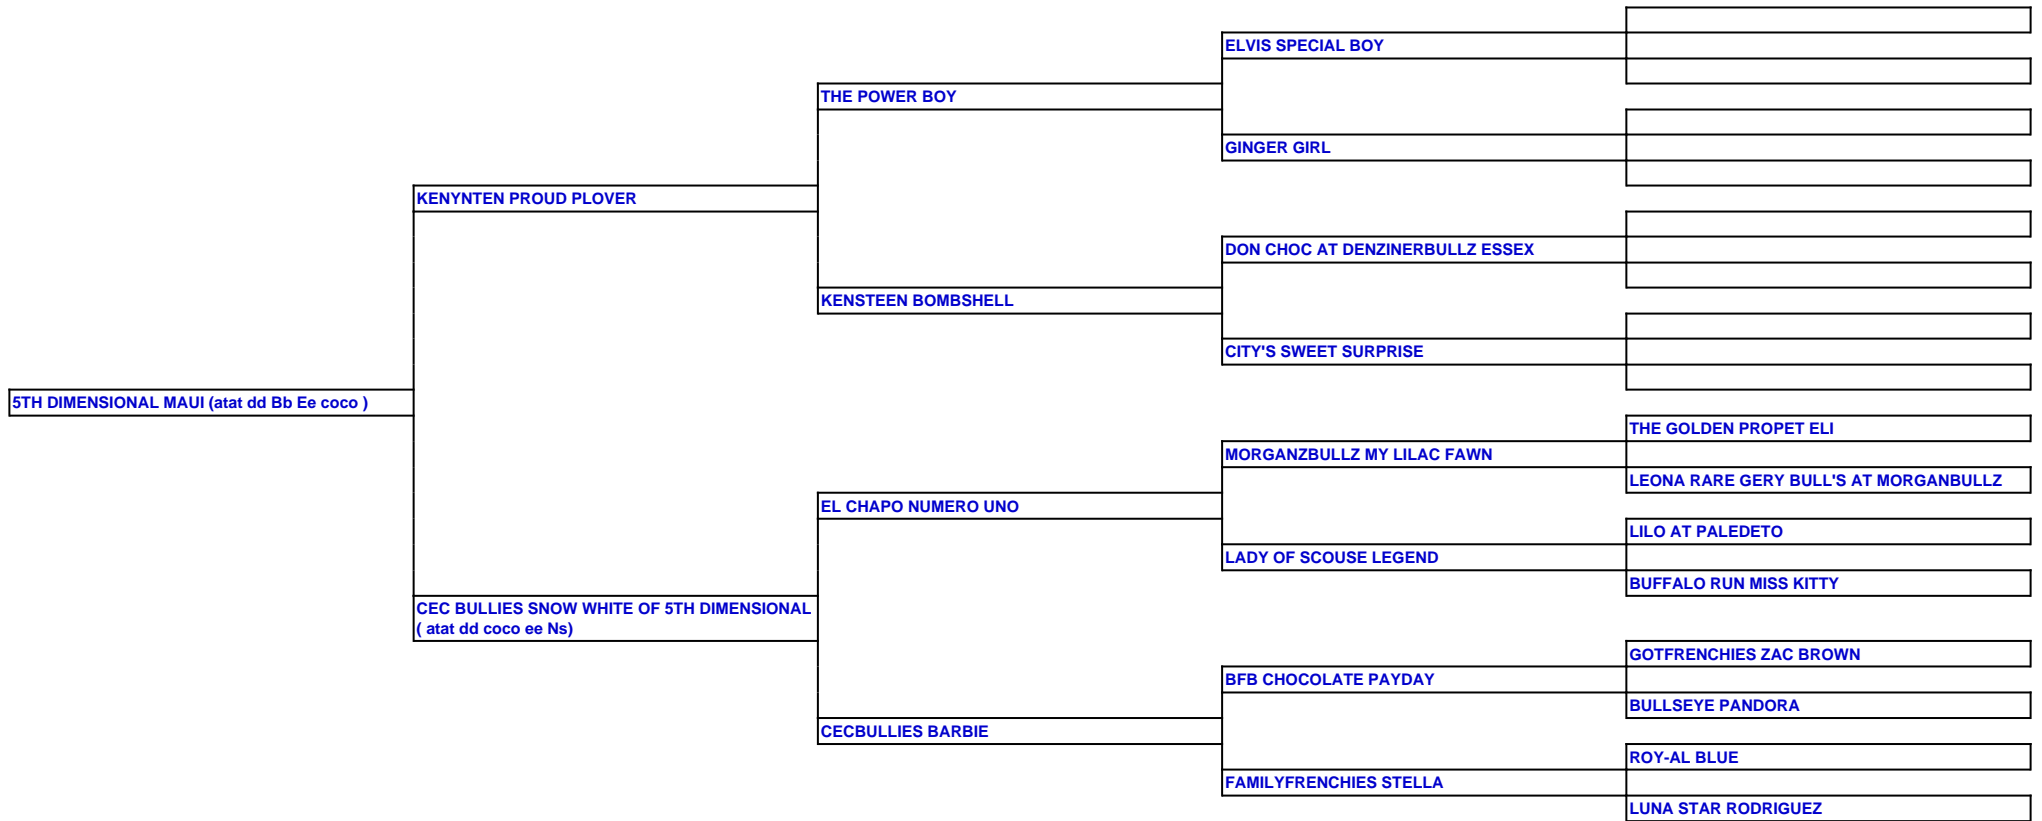 ELVIS SPECIAL BOY
THE POWER BOY
GINGER GIRL
KENYNTEN PROUD PLOVER
DON CHOC AT DENZINERBULLZ ESSEX
KENSTEEN BOMBSHELL
CITY'S SWEET SURPRISE
5TH DIMENSIONAL MAUI (atat dd Bb Ee coco )
THE GOLDEN PROPET ELI
MORGANZBULLZ MY LILAC FAWN
LEONA RARE GERY BULL'S AT MORGANBULLZ
EL CHAPO NUMERO UNO
LILO AT PALEDETO
LADY OF SCOUSE LEGEND
BUFFALO RUN MISS KITTY
CEC BULLIES SNOW WHITE OF 5TH DIMENSIONAL
( atat dd coco ee Ns)
GOTFRENCHIES ZAC BROWN
BFB CHOCOLATE PAYDAY
BULLSEYE PANDORA
CECBULLIES BARBIE
ROY-AL BLUE
FAMILYFRENCHIES STELLA
LUNA STAR RODRIGUEZ